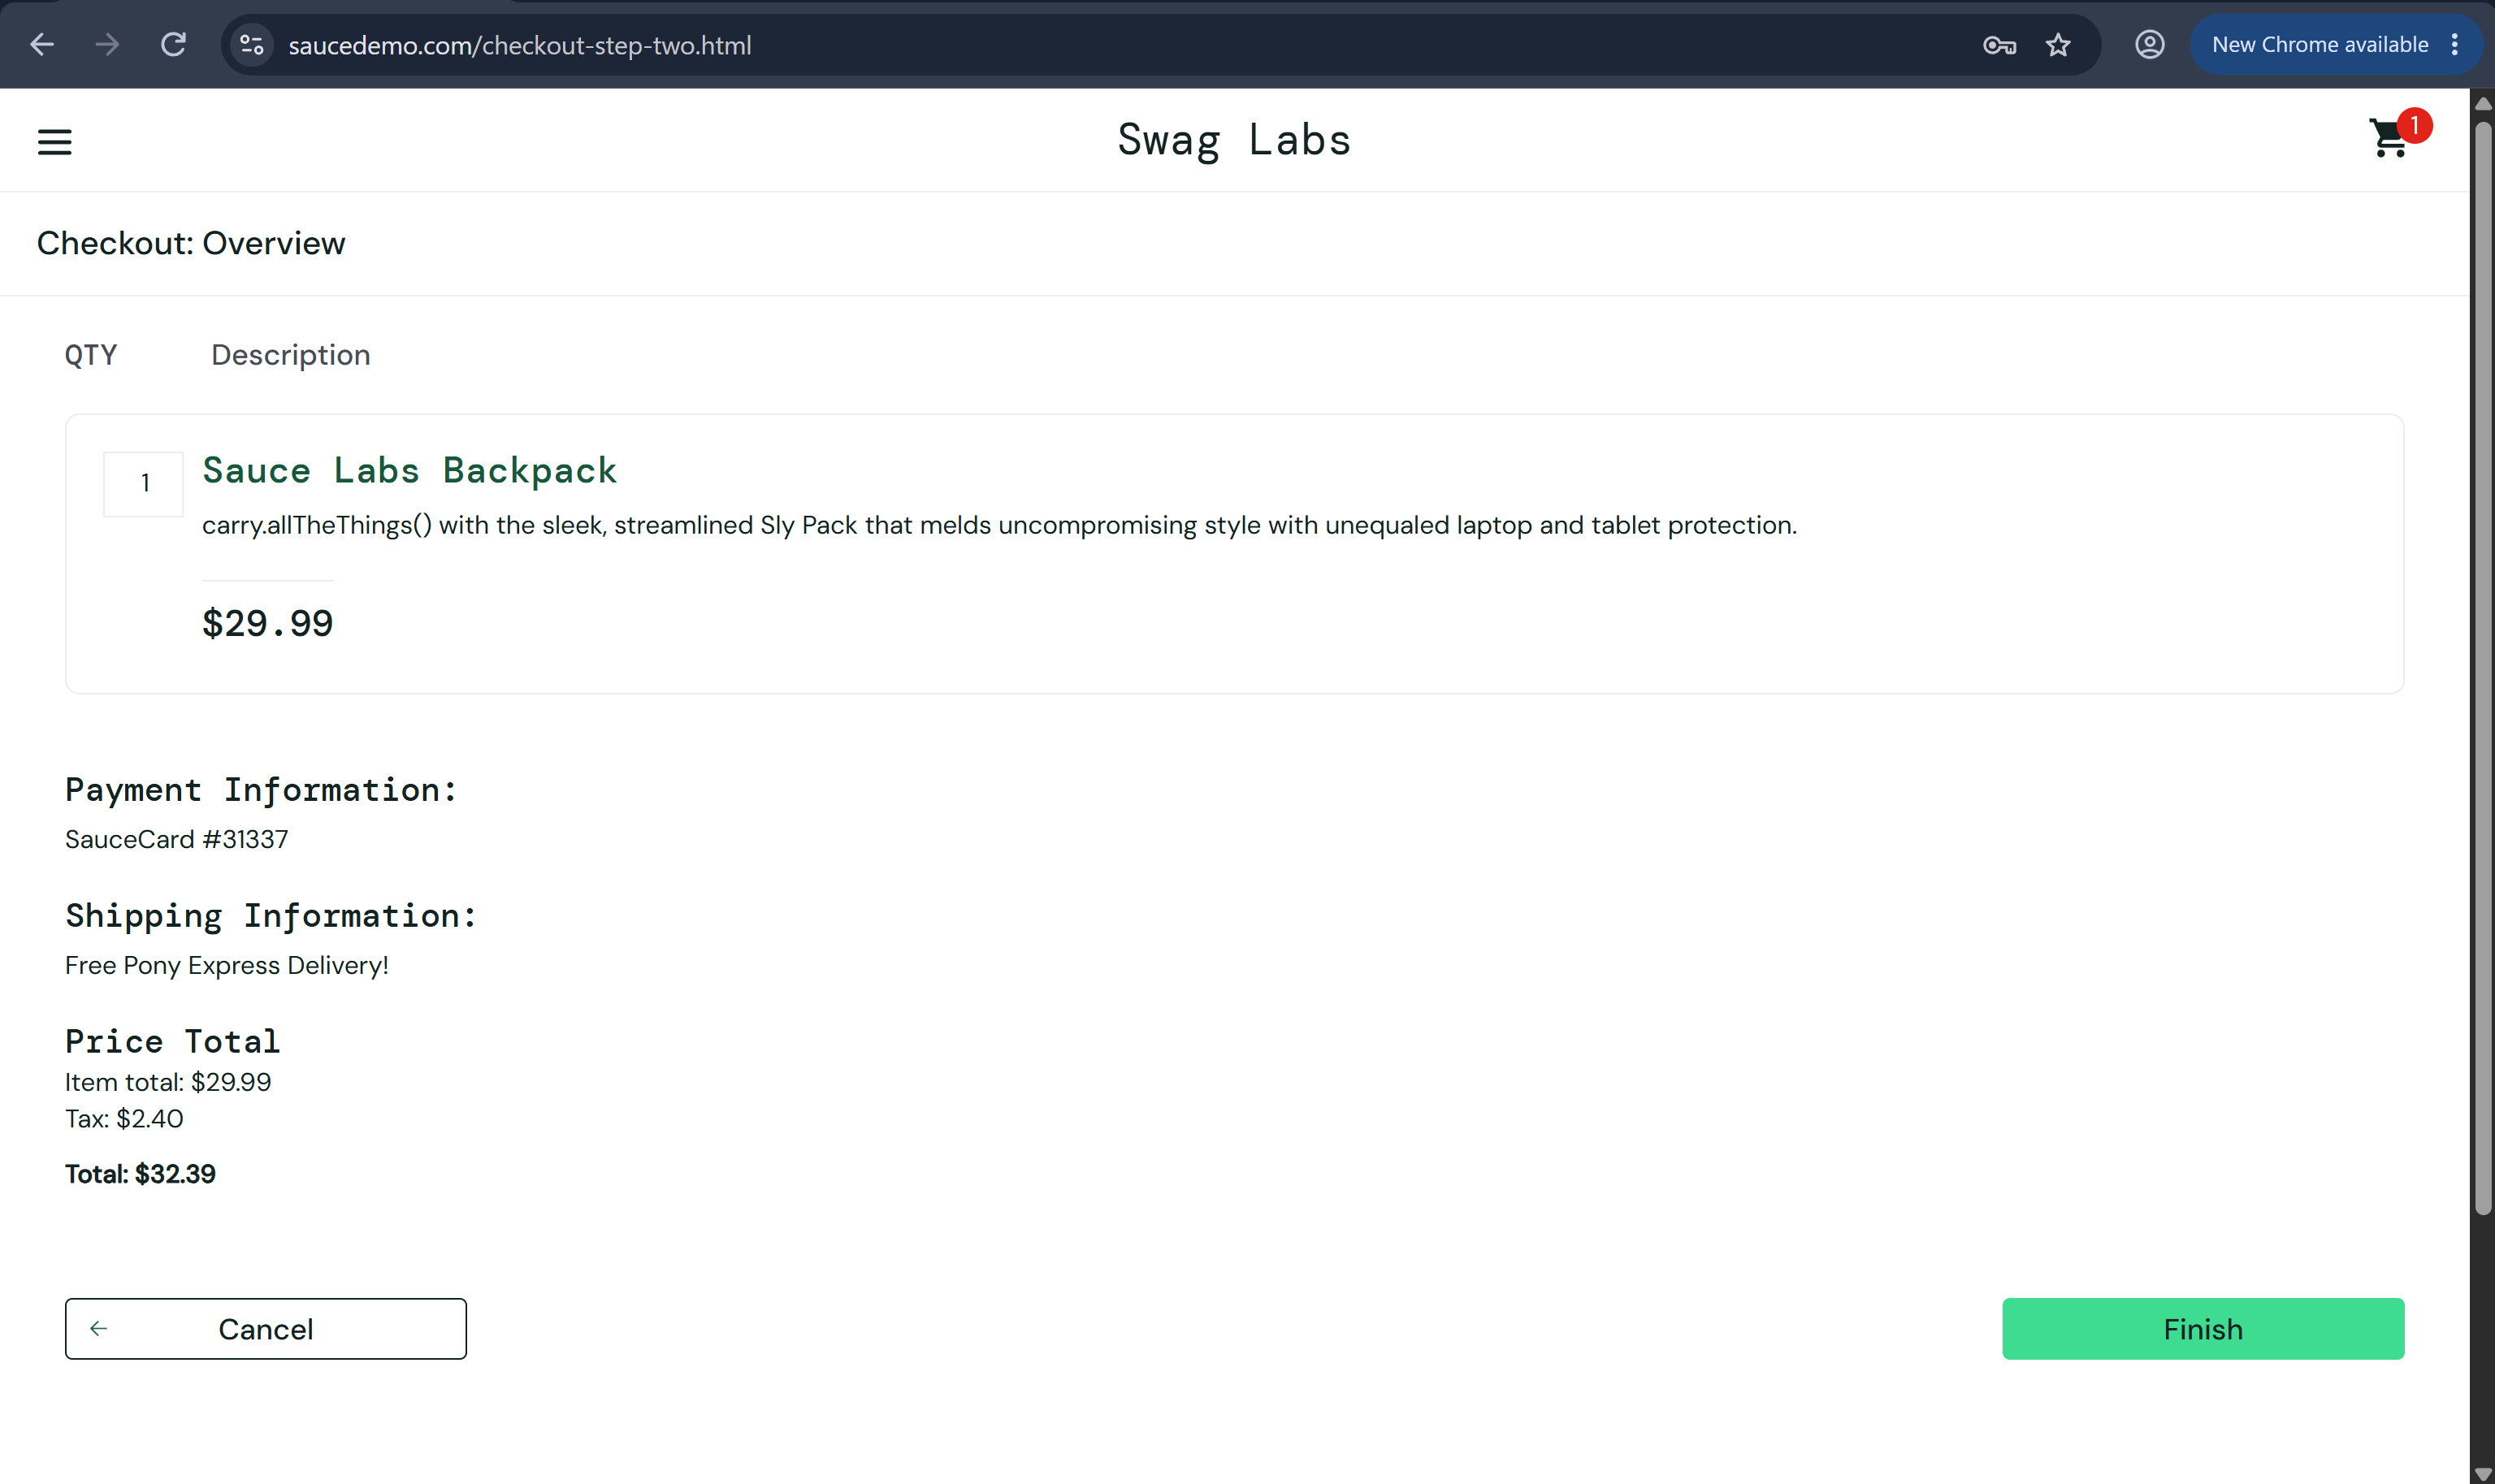 saucedemo.com/checkout-step-two.html
New Chrome available
Swag Labs
1
Checkout: Overview
QTY Description
1
Sauce Labs Backpack
carry.allTheThings() with the sleek, streamlined Sly Pack that melds uncompromising style with unequaled laptop and tablet protection.
$29.99
Payment Information:
SauceCard #31337
Shipping Information:
Free Pony Express Delivery!
Price Total
Item total: $29.99
Tax: $2.40
Total: $32.39
Cancel
Finish